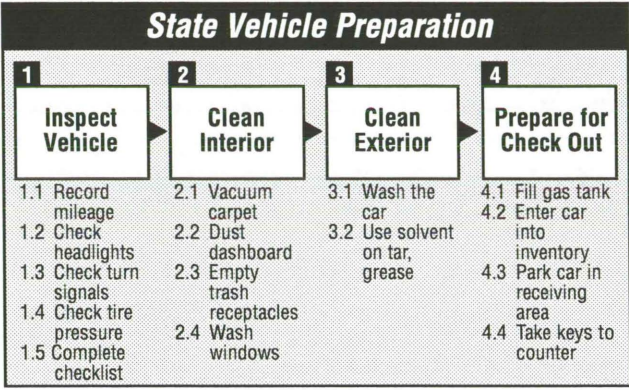 State Vehicle Preparation
1
Inspect
Vehicle
1.1 Record
mileage
1.2 Check
headlights
1.3 Check turn
signals
1.4 Check tire
pressure
1.5 Complete
checklist
2
Clean
Interior
2.1 Vacuum
carpet
2.2 Dust
dashboard
2.3 Empty
trash
receptacles
2.4 Wash
windows
3
Clean
Exterior
3.1 Wash the
car
3.2 Use solvent
on tar,
grease
4
Prepare for
Check Out
4.1 Fill gas tank
4.2 Enter car
into
inventory
4.3 Park car in
receiving
area
4.4 Take keys to
counter